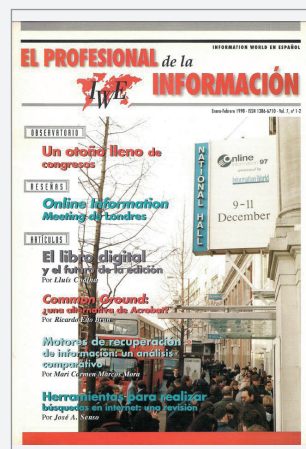 INFORMATION WORLD EN ESPAÑOL
EL PROFESIONAL de la
INFORMACIÓN
IWE
Enero-Febrero 1998 - ISSN 1386-6710 - Vol. 7, nº 1-2
OBSERVATORIO
Un otoño lleno de
congresos
RESEÑAS
Online Information
Meeting de Londres
ARTÍCULOS
El libro digital
y el futuro de la edición
Por Lluís Codina
Common Ground:
¿una alternativa de Acrobat?
Por Ricardo Eíto Brun
Motores de recuperación
de información: un análisis
comparativo
Por Mari Carmen Marcos Mora
Herramientas para realizar
búsquedas en internet: una revisión
Por José A. Senso
NATIONAL HALL
Online 97
Information World
9-11
December